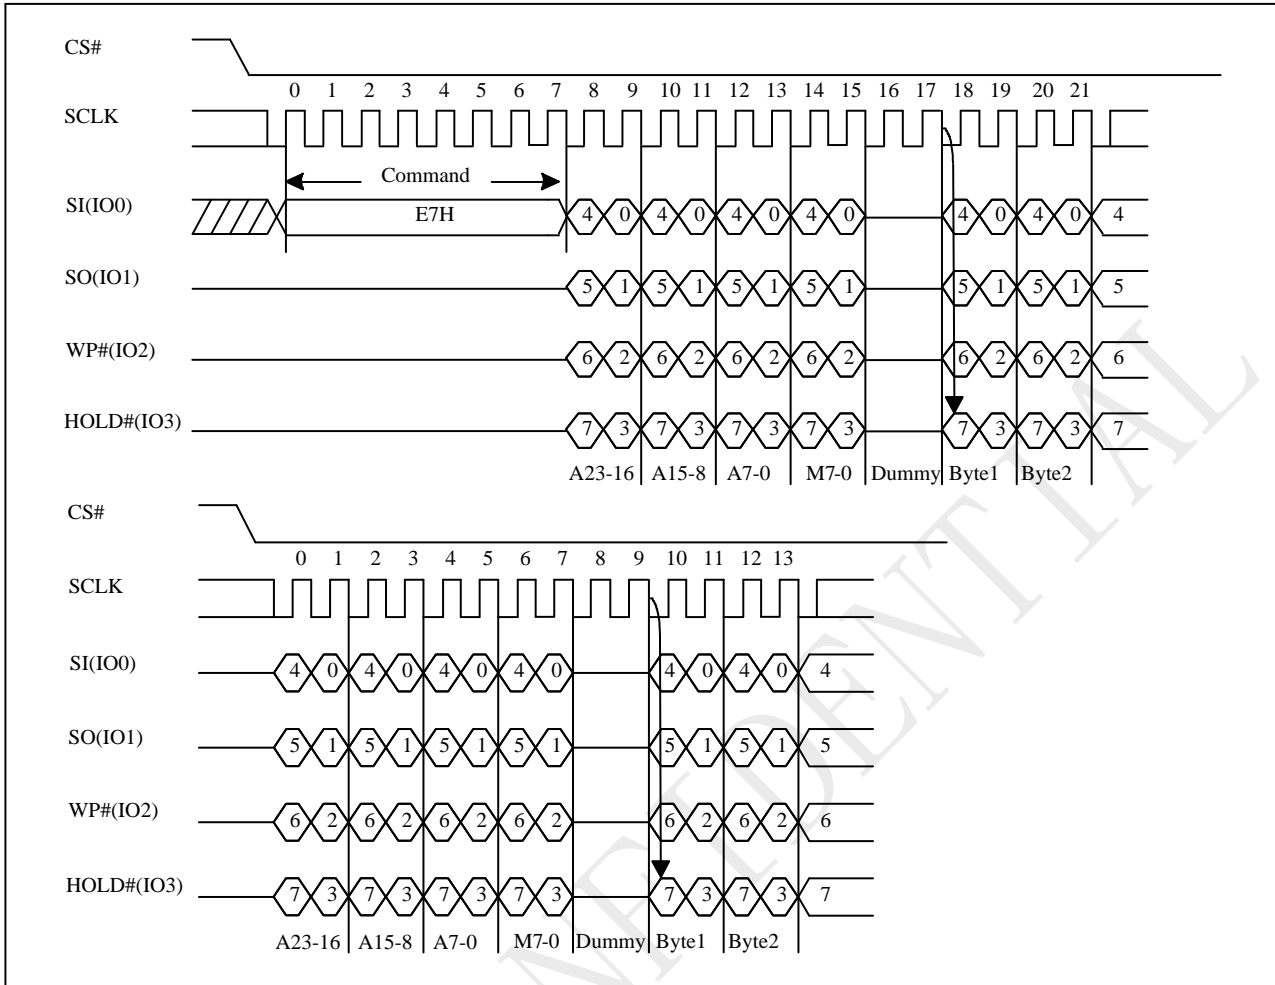 CS#
0 1 2 3 4 5 6 7 8 9 10 11 12 13 14 15 16 17 18 19 20 21
SCLK
Command
SI(IO0) E7H 4 0 4 0 4 0 4 0 4 0 4 0 4
SO(IO1) 5 1 5 1 5 1 5 1 5 1 5 1 5
WP#(IO2) 6 2 6 2 6 2 6 2 6 2 6 2 6
HOLD#(IO3) 7 3 7 3 7 3 7 3 7 3 7 3 7
A23-16 A15-8 A7-0 M7-0 Dummy Byte1 Byte2
CS#
0 1 2 3 4 5 6 7 8 9 10 11 12 13
SCLK
SI(IO0) 4 0 4 0 4 0 4 0 4 0 4 0 4
SO(IO1) 5 1 5 1 5 1 5 1 5 1 5 1 5
WP#(IO2) 6 2 6 2 6 2 6 2 6 2 6 2 6
HOLD#(IO3) 7 3 7 3 7 3 7 3 7 3 7 3 7
A23-16 A15-8 A7-0 M7-0 Dummy Byte1 Byte2
NFIDENTIAL